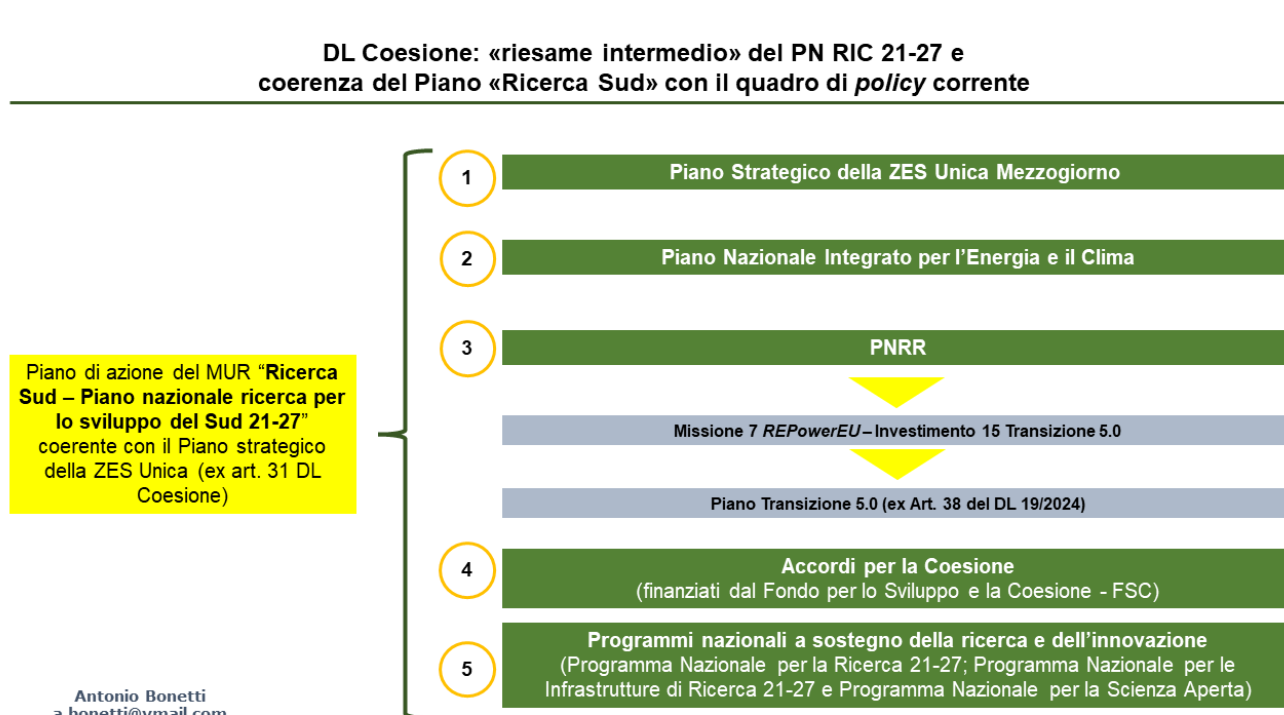 DL Coesione: «riesame intermedio» del PN RIC 21-27 e
coerenza del Piano «Ricerca Sud» con il quadro di policy corrente
Piano di azione del MUR “Ricerca
Sud – Piano nazionale ricerca per
lo sviluppo del Sud 21-27”
coerente con il Piano strategico
della ZES Unica (ex art. 31 DL
Coesione)
1
Piano Strategico della ZES Unica Mezzogiorno
2
Piano Nazionale Integrato per l’Energia e il Clima
3
PNRR
Missione 7 REPowerEU – Investimento 15 Transizione 5.0
Piano Transizione 5.0 (ex Art. 38 del DL 19/2024)
4
Accordi per la Coesione
(finanziati dal Fondo per lo Sviluppo e la Coesione - FSC)
5
Programmi nazionali a sostegno della ricerca e dell’innovazione
(Programma Nazionale per la Ricerca 21-27; Programma Nazionale per le
Infrastrutture di Ricerca 21-27 e Programma Nazionale per la Scienza Aperta)
Antonio Bonetti
a.bonetti@ymail.com